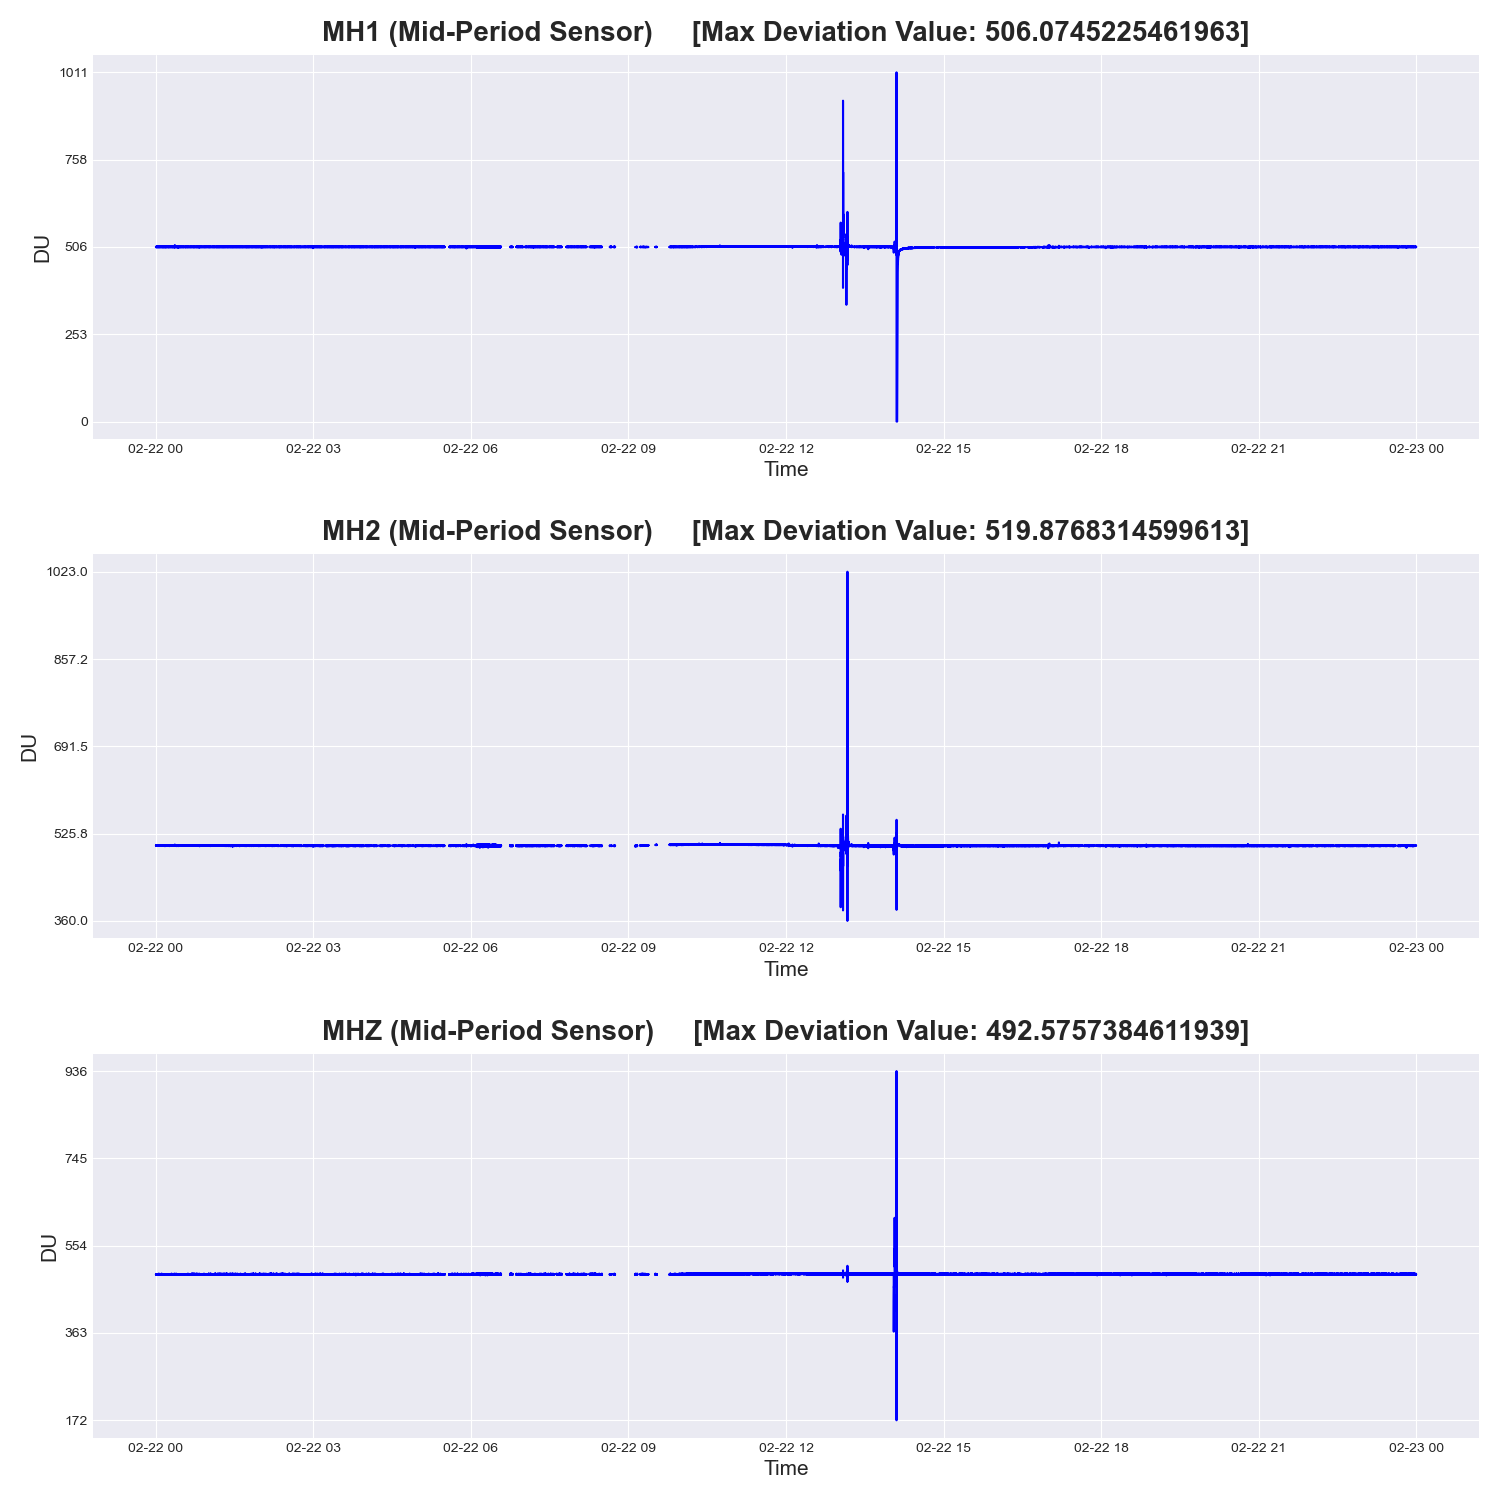 MH1 (Mid-Period Sensor) [Max Deviation Value: 506.0745225461963]
1011
758
506
253
0
DU
02-22 00 02-22 03 02-22 06 02-22 09 02-22 12 02-22 15 02-22 18 02-22 21 02-23 00
Time
MH2 (Mid-Period Sensor) [Max Deviation Value: 519.8768314599613]
1023.0
857.2
691.5
525.8
360.0
DU
02-22 00 02-22 03 02-22 06 02-22 09 02-22 12 02-22 15 02-22 18 02-22 21 02-23 00
Time
MHZ (Mid-Period Sensor) [Max Deviation Value: 492.5757384611939]
936
745
554
363
172
DU
02-22 00 02-22 03 02-22 06 02-22 09 02-22 12 02-22 15 02-22 18 02-22 21 02-23 00
Time